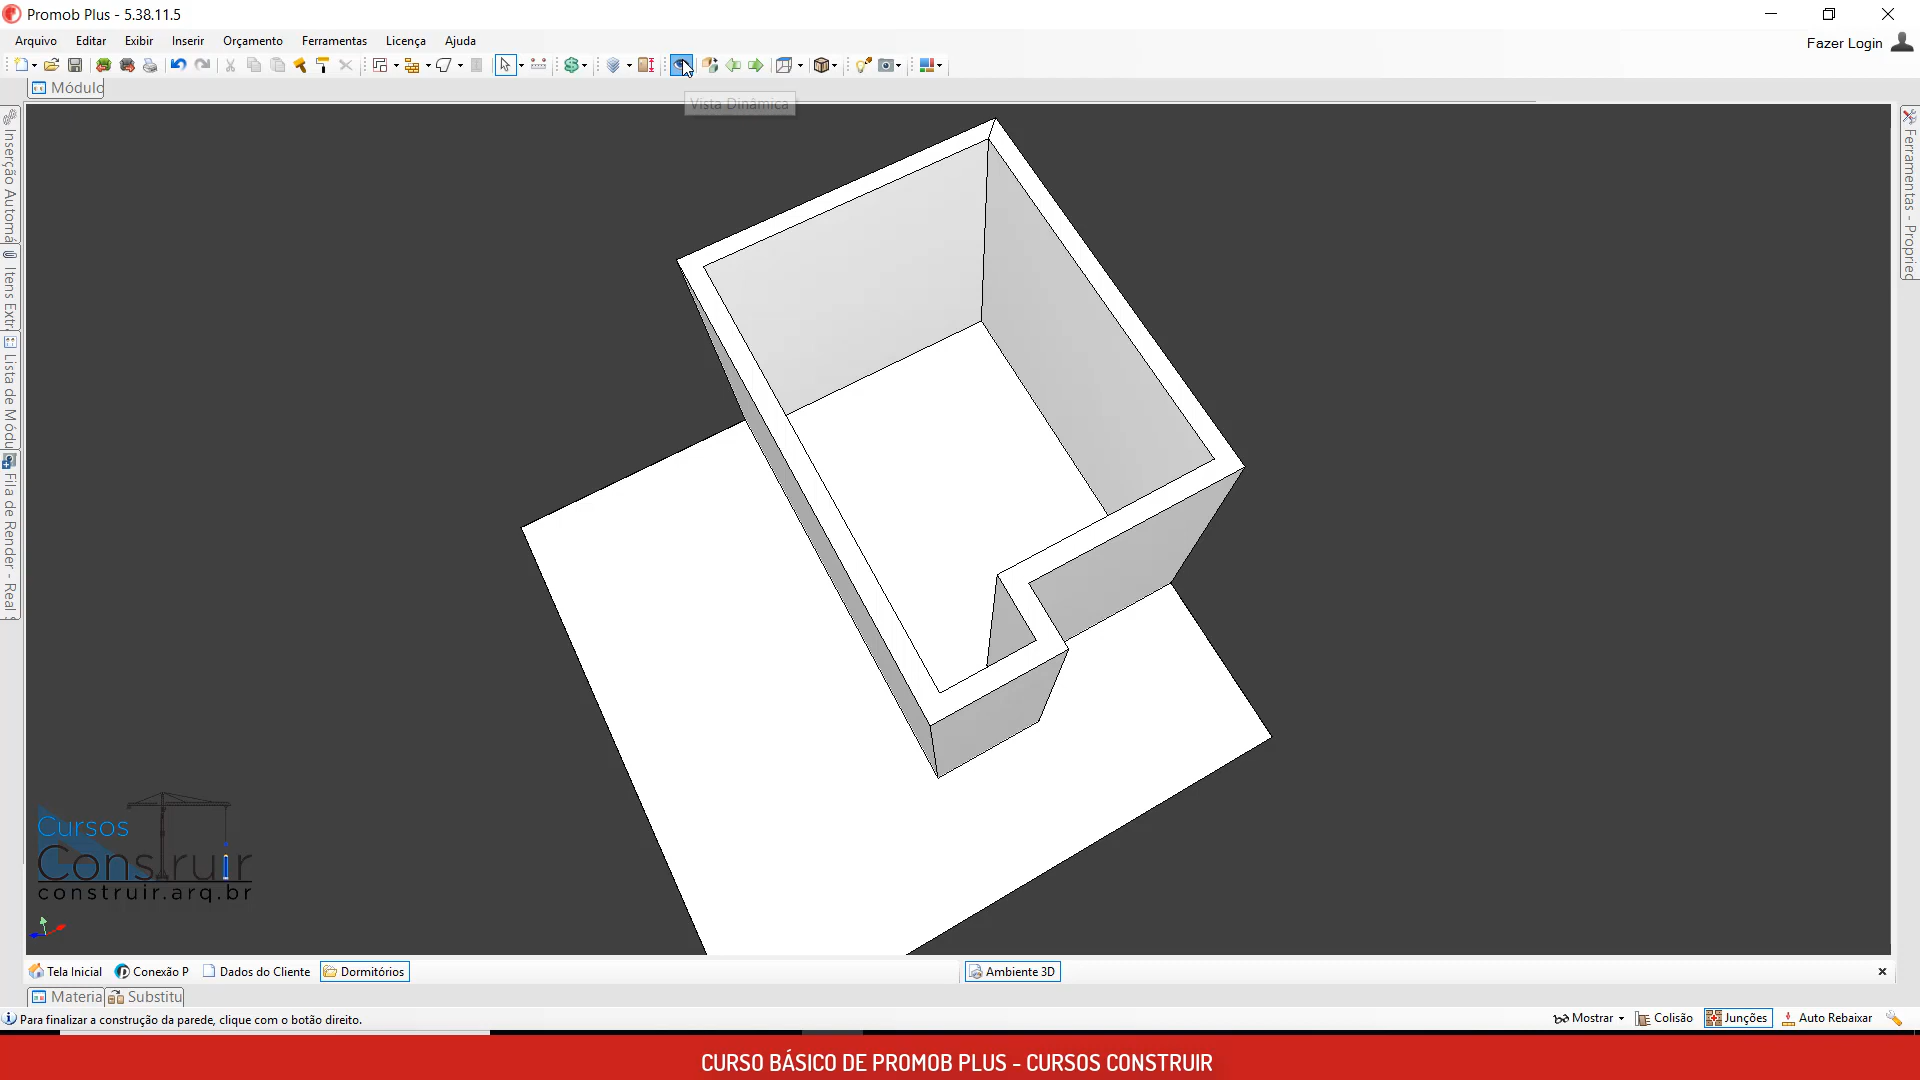 Promob Plus - 5.38.11.5
Arquivo Editar Exibir Inserir Orçamento Ferramentas Licença Ajuda
Fazer Login
Módulo
Vista Dinâmica
Inserção Automá
Itens Extr
Lista de Módu
Fila de Render - Real
Ferramentas - Propried
Cursos
Construir
construir.arq.br
Tela Inicial Conexão P Dados do Cliente Dormitórios Ambiente 3D
Materia Substitu
Para finalizar a construção da parede, clique com o botão direito.
Mostrar Colisão Junções Auto Rebaixar
CURSO BÁSICO DE PROMOB PLUS - CURSOS CONSTRUIR